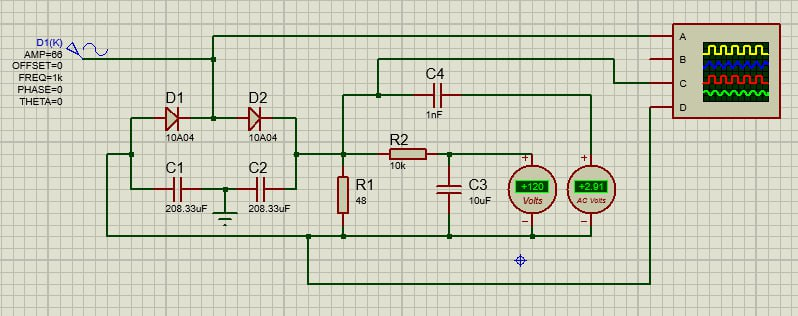 D1(K)
AMP=66
OFFSET=0
FREQ=1k
PHASE=0
THETA=0
D1
10A04
D2
10A04
C1
208.33uF
C2
208.33uF
C4
1nF
R2
10k
R1
48
C3
10uF
+
+120
Volts
−
+
+2.91
AC Volts
−
A
B
C
D